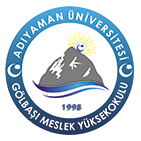 ADIYAMAN ÜNİVERSİTESİ
1998
GÖLBAŞI MESLEK YÜKSEKOKULU